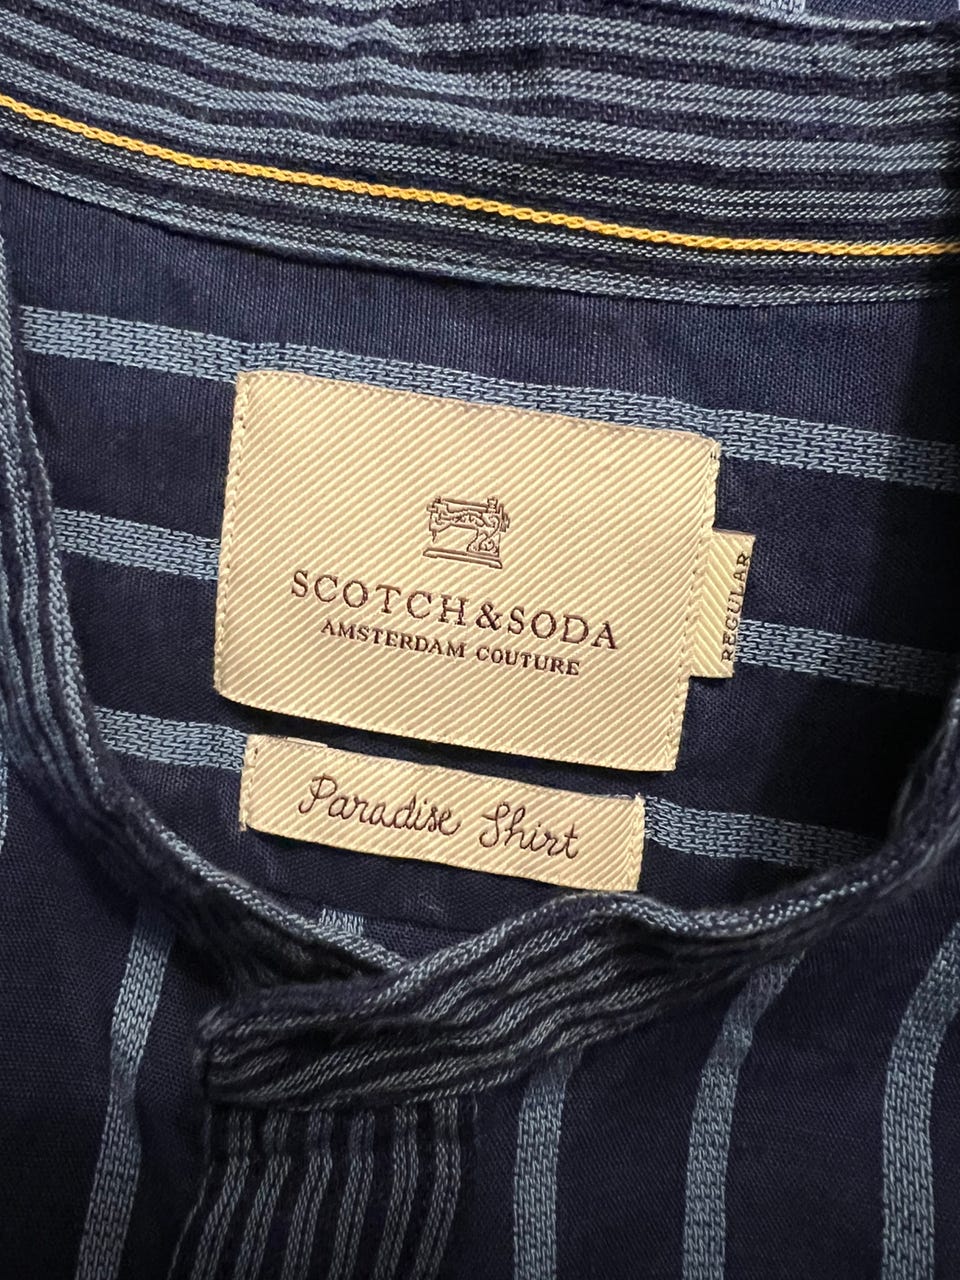 SCOTCH & SODA
AMSTERDAM COUTURE
REGULAR
Paradise Shirt